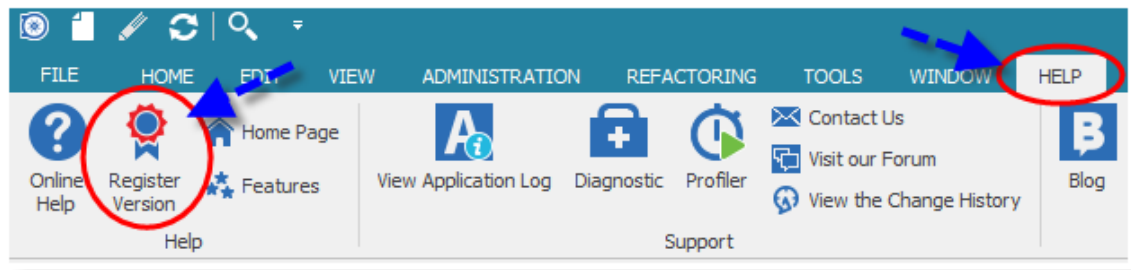 FILE HOME EDIT VIEW ADMINISTRATION REFACTORING TOOLS WINDOW HELP
Online Help
Register Version
Home Page
Features
Help
View Application Log
Diagnostic
Profiler
Contact Us
Visit our Forum
View the Change History
Support
Blog